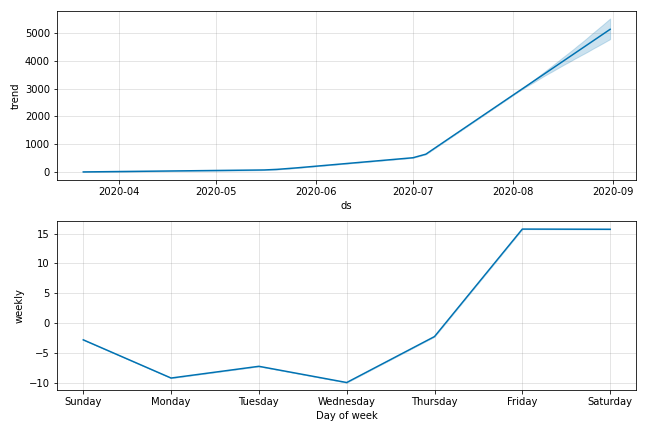 5000
4000
3000
2000
1000
0
trend
2020-04 2020-05 2020-06 2020-07 2020-08 2020-09
ds
15
10
5
0
−5
−10
weekly
Sunday Monday Tuesday Wednesday Thursday Friday Saturday
Day of week